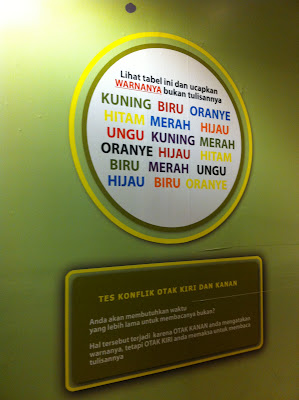 Lihat tabel ini dan ucapkan
WARNANYA bukan tulisannya
KUNING BIRU ORANYE
HITAM MERAH HIJAU
UNGU KUNING MERAH
ORANYE HIJAU HITAM
BIRU MERAH UNGU
HIJAU BIRU ORANYE
TES KONFLIK OTAK KIRI DAN KANAN
Anda akan membutuhkan waktu
yang lebih lama untuk membacanya bukan?
Hal tersebut terjadi karena OTAK KANAN anda mengatakan
warnanya, tetapi OTAK KIRI anda memaksa untuk membaca
tulisannya